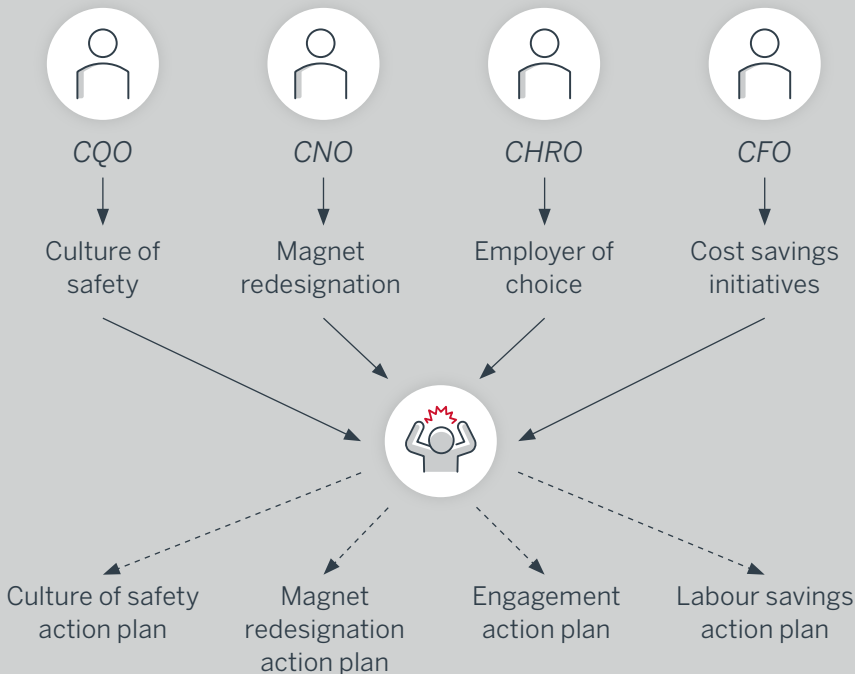 CQO
CNO
CHRO
CFO
Culture of
safety
Magnet
redesignation
Employer of
choice
Cost savings
initiatives
Culture of safety
action plan
Magnet
redesignation
action plan
Engagement
action plan
Labour savings
action plan